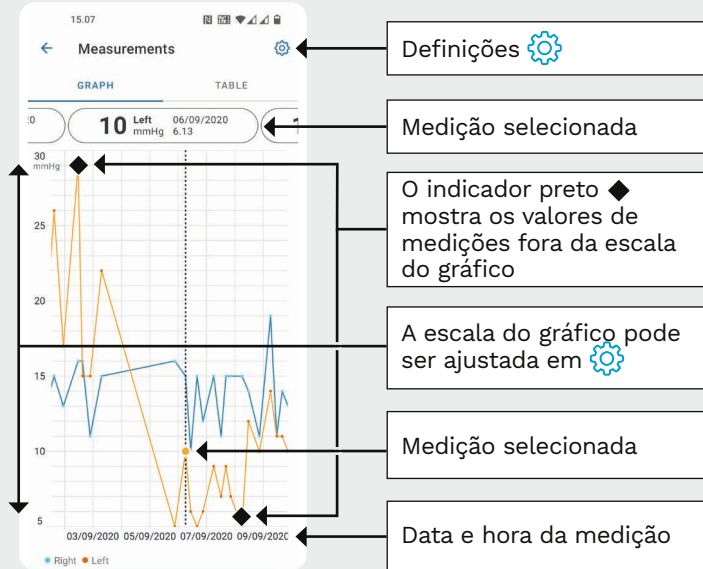 15.07
Measurements
Definições
GRAPH
TABLE
20
10 Left mmHg 06/09/2020 6.13
1
Medição selecionada
30
mmHg
25
20
15
10
5
O indicador preto ◆
mostra os valores de
medições fora da escala
do gráfico
A escala do gráfico pode
ser ajustada em
Medição selecionada
03/09/2020 05/09/2020 07/09/2020 09/09/2020
Data e hora da medição
Right Left